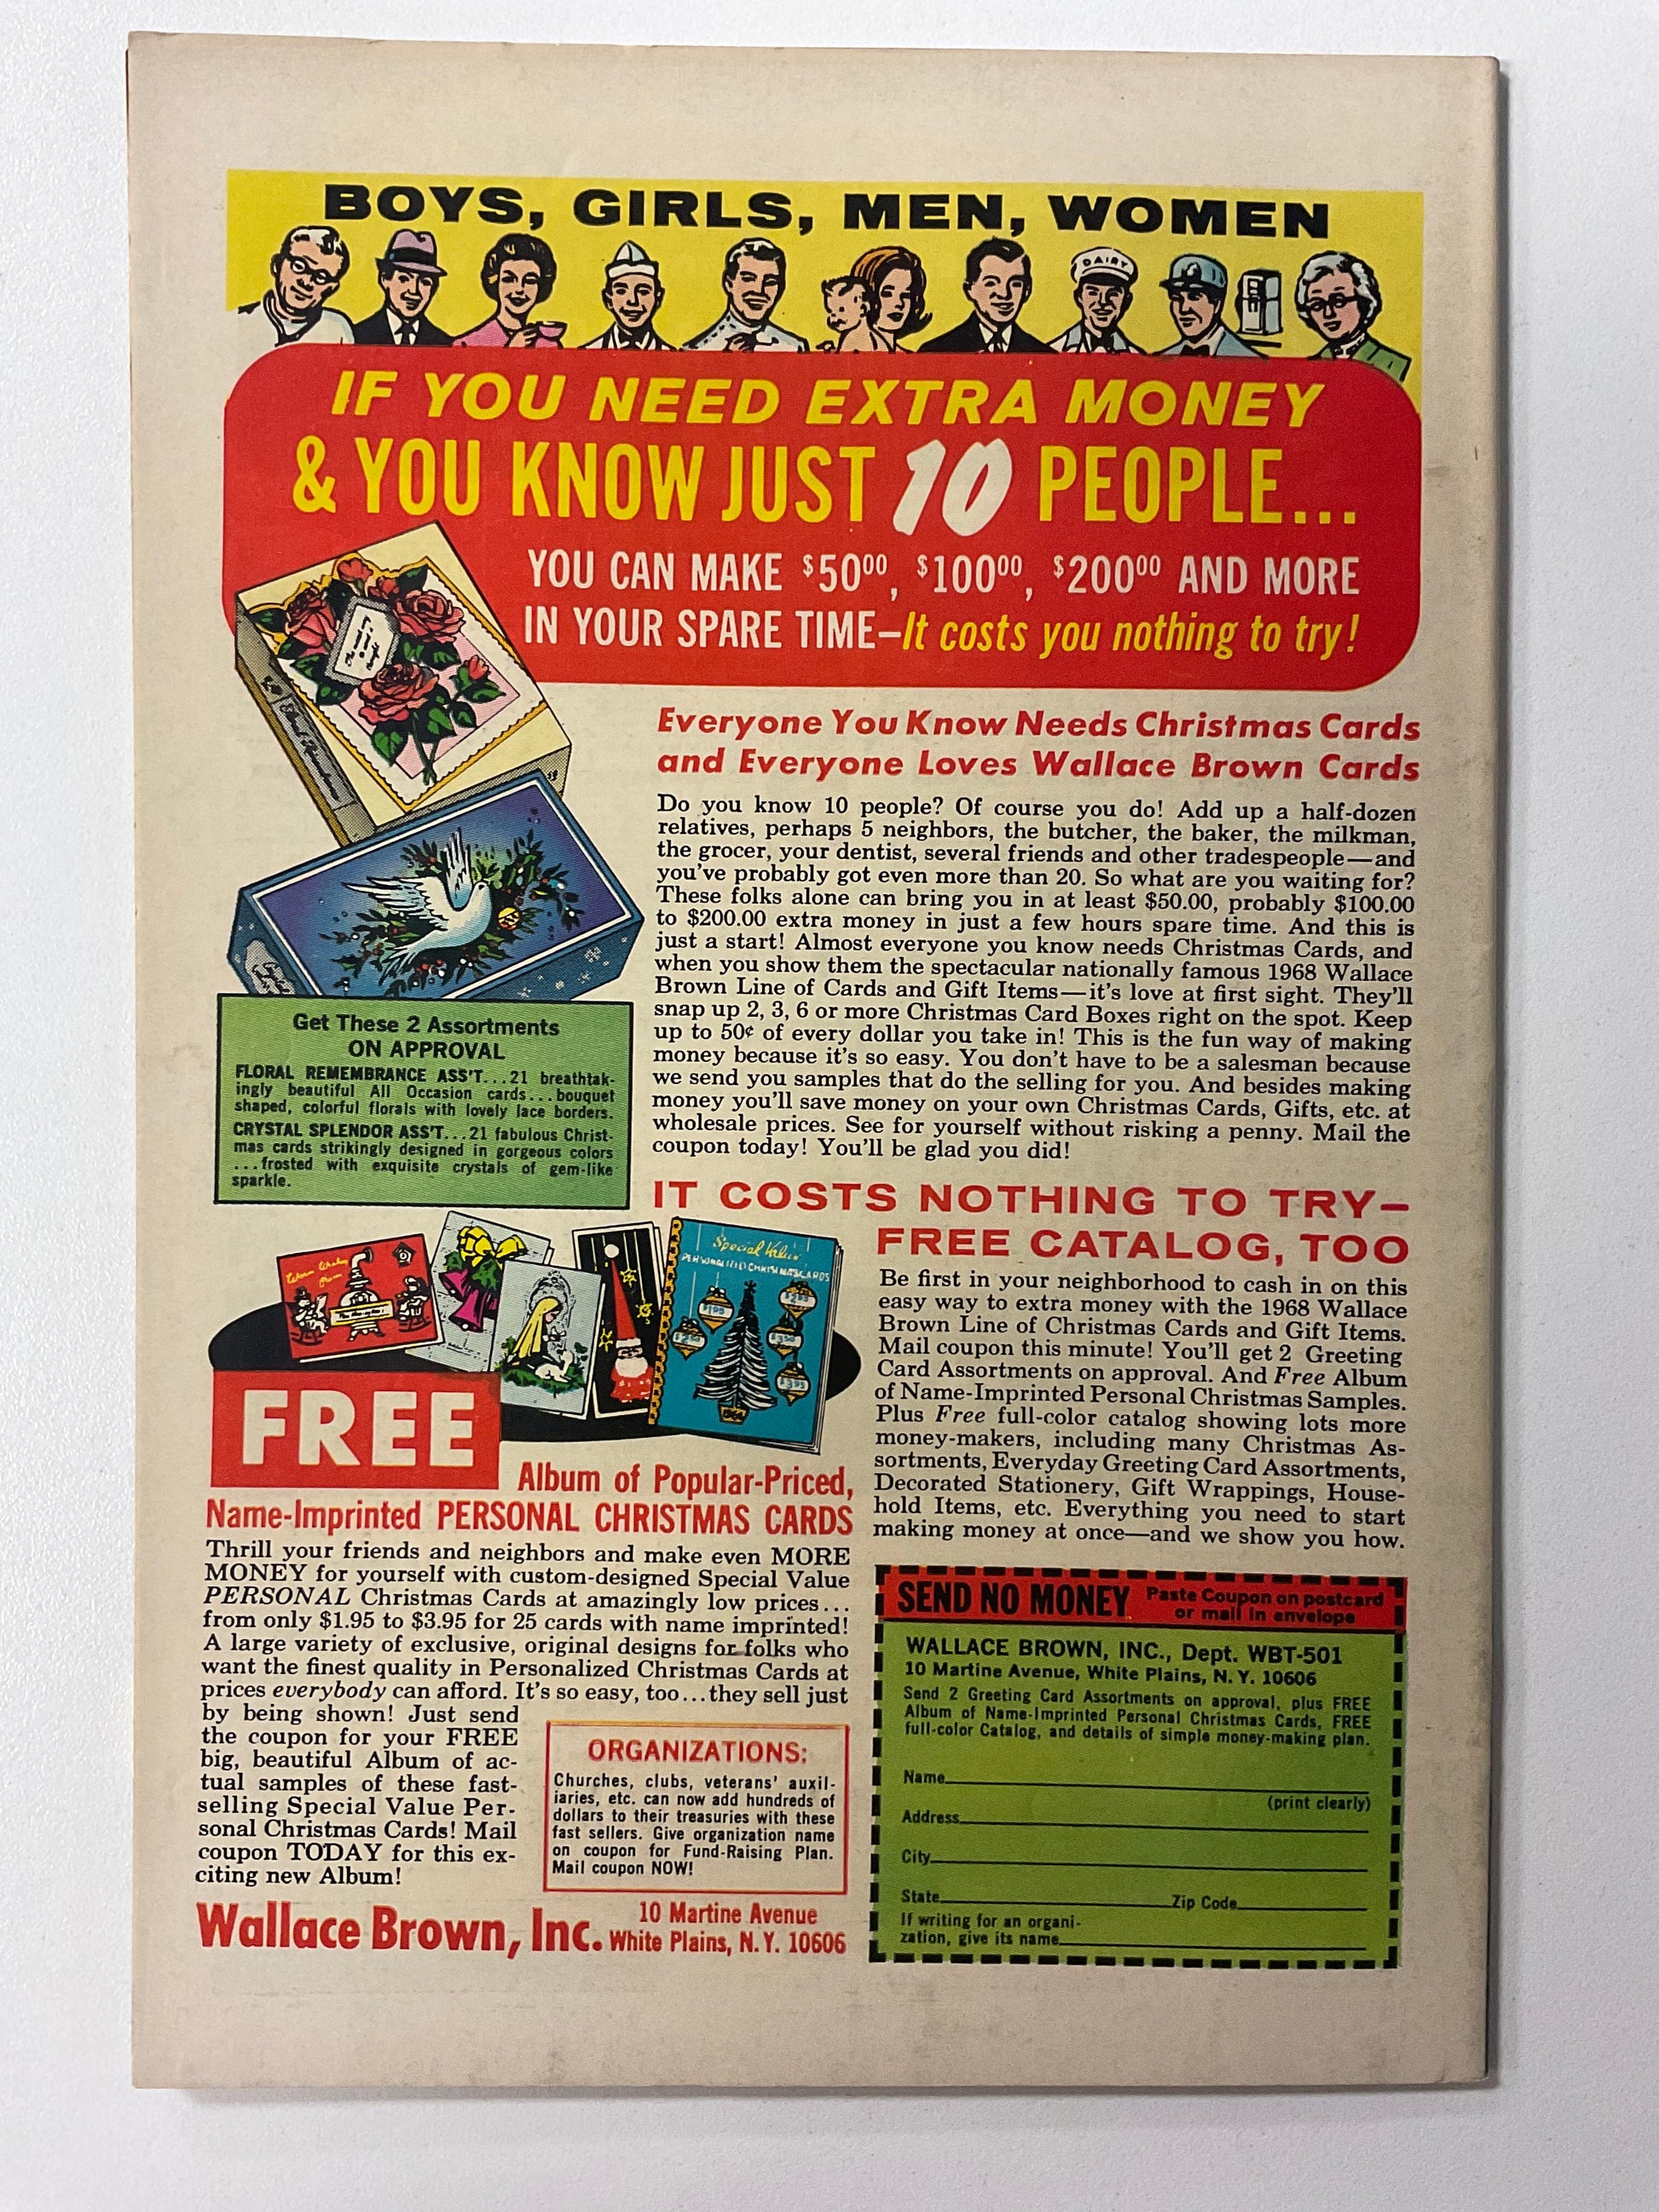 BOYS, GIRLS, MEN, WOMEN
DAIRY
IF YOU NEED EXTRA MONEY
& YOU KNOW JUST 10 PEOPLE...
YOU CAN MAKE $50⁰⁰, $100⁰⁰, $200⁰⁰ AND MORE
IN YOUR SPARE TIME—It costs you nothing to try!
Everyone You Know Needs Christmas Cards
and Everyone Loves Wallace Brown Cards
Do you know 10 people? Of course you do! Add up a half-dozen
relatives, perhaps 5 neighbors, the butcher, the baker, the milkman,
the grocer, your dentist, several friends and other tradespeople—and
you've probably got even more than 20. So what are you waiting for?
These folks alone can bring you in at least $50.00, probably $100.00
to $200.00 extra money in just a few hours spare time. And this is
just a start! Almost everyone you know needs Christmas Cards, and
when you show them the spectacular nationally famous 1968 Wallace
Brown Line of Cards and Gift Items—it's love at first sight. They'll
snap up 2, 3, 6 or more Christmas Card Boxes right on the spot. Keep
up to 50¢ of every dollar you take in! This is the fun way of making
money because it's so easy. You don't have to be a salesman because
we send you samples that do the selling for you. And besides making
money you'll save money on your own Christmas Cards, Gifts, etc. at
wholesale prices. See for yourself without risking a penny. Mail the
coupon today! You'll be glad you did!
Get These 2 Assortments
ON APPROVAL
FLORAL REMEMBRANCE ASS'T...21 breathtak-
ingly beautiful All Occasion cards...bouquet
shaped, colorful florals with lovely lace borders.
CRYSTAL SPLENDOR ASS'T...21 fabulous Christ-
mas cards strikingly designed in gorgeous colors
...frosted with exquisite crystals of gem-like
sparkle.
IT COSTS NOTHING TO TRY—
FREE CATALOG, TOO
Be first in your neighborhood to cash in on this
easy way to extra money with the 1968 Wallace
Brown Line of Christmas Cards and Gift Items.
Mail coupon this minute! You'll get 2 Greeting
Card Assortments on approval. And Free Album
of Name-Imprinted Personal Christmas Samples.
Plus Free full-color catalog showing lots more
money-makers, including many Christmas As-
sortments, Everyday Greeting Card Assortments,
Decorated Stationery, Gift Wrappings, House-
hold Items, etc. Everything you need to start
making money at once—and we show you how.
Special Value
PERSONALIZED CHRISTMAS CARDS
$1.95
$2.95
$2.50
$3.50
$3.95
FREE
Album of Popular-Priced,
Name-Imprinted PERSONAL CHRISTMAS CARDS
Thrill your friends and neighbors and make even MORE
MONEY for yourself with custom-designed Special Value
PERSONAL Christmas Cards at amazingly low prices...
from only $1.95 to $3.95 for 25 cards with name imprinted!
A large variety of exclusive, original designs for folks who
want the finest quality in Personalized Christmas Cards at
prices everybody can afford. It's so easy, too...they sell just
by being shown! Just send
the coupon for your FREE
big, beautiful Album of ac-
tual samples of these fast-
selling Special Value Per-
sonal Christmas Cards! Mail
coupon TODAY for this ex-
citing new Album!
ORGANIZATIONS:
Churches, clubs, veterans' auxil-
iaries, etc. can now add hundreds of
dollars to their treasuries with these
fast sellers. Give organization name
on coupon for Fund-Raising Plan.
Mail coupon NOW!
Wallace Brown, Inc. 10 Martine Avenue
White Plains, N.Y. 10606
SEND NO MONEY Paste Coupon on postcard
or mail in envelope
WALLACE BROWN, INC., Dept. WBT-501
10 Martine Avenue, White Plains, N. Y. 10606
Send 2 Greeting Card Assortments on approval, plus FREE
Album of Name-Imprinted Personal Christmas Cards, FREE
full-color Catalog, and details of simple money-making plan.
Name
(print clearly)
Address
City
State Zip Code
If writing for an organi-
zation, give its name